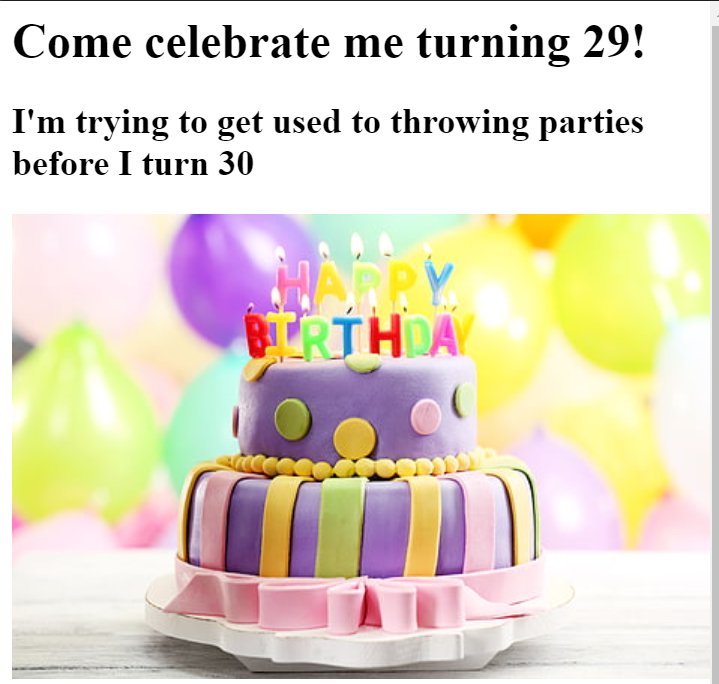 Come celebrate me turning 29!
I'm trying to get used to throwing parties
before I turn 30
HAPPY
BIRTHDAY